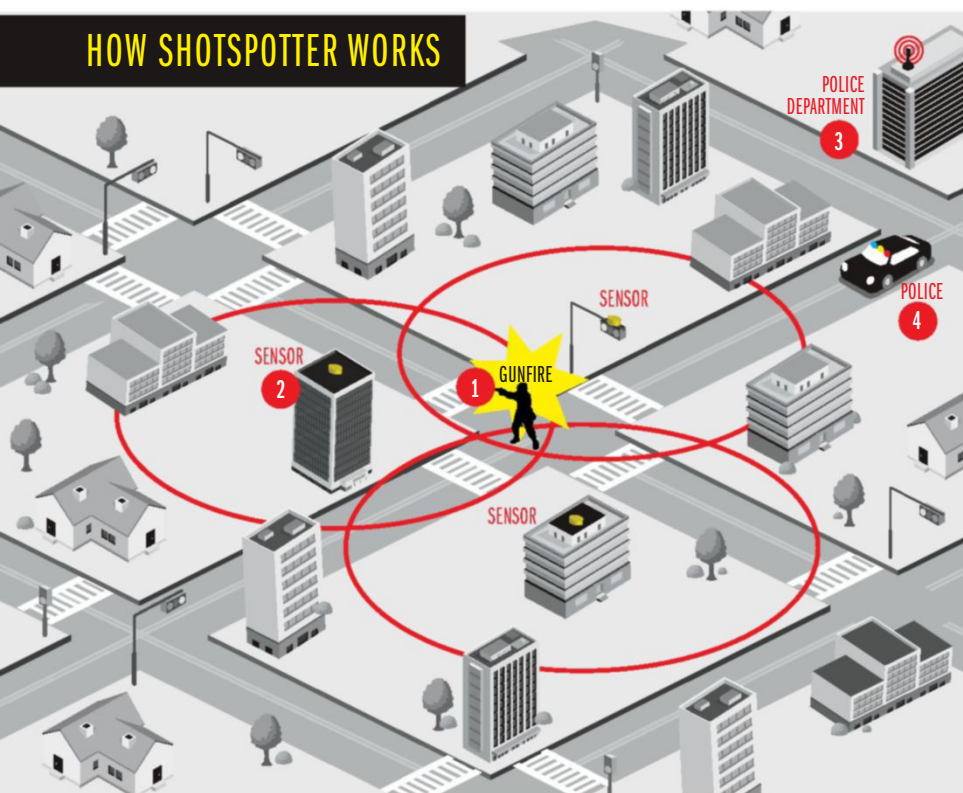 HOW SHOTSPOTTER WORKS
POLICE
DEPARTMENT
3
SENSOR
POLICE
4
SENSOR
2
1
GUNFIRE
SENSOR